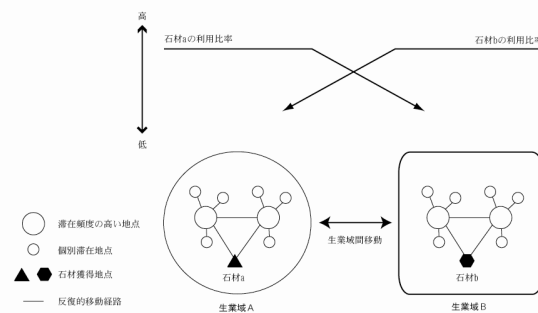 高
石材aの利用比率
石材bの利用比率
低
滞在頻度の高い地点
個別滞在地点
石材獲得地点
反復的移動経路
石材a
生業域A
生業域間移動
石材b
生業域B